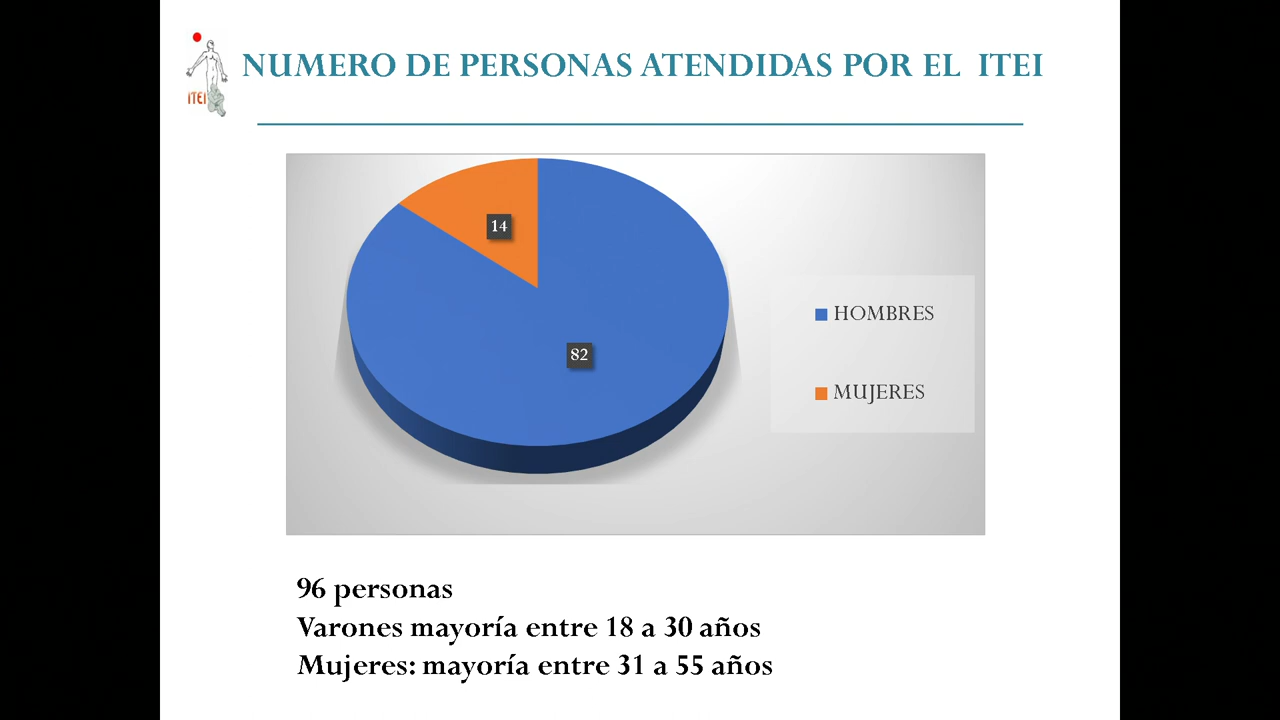 NUMERO DE PERSONAS ATENDIDAS POR EL ITEI
ITEI
14
82
HOMBRES
MUJERES
96 personas
Varones mayoría entre 18 a 30 años
Mujeres: mayoría entre 31 a 55 años